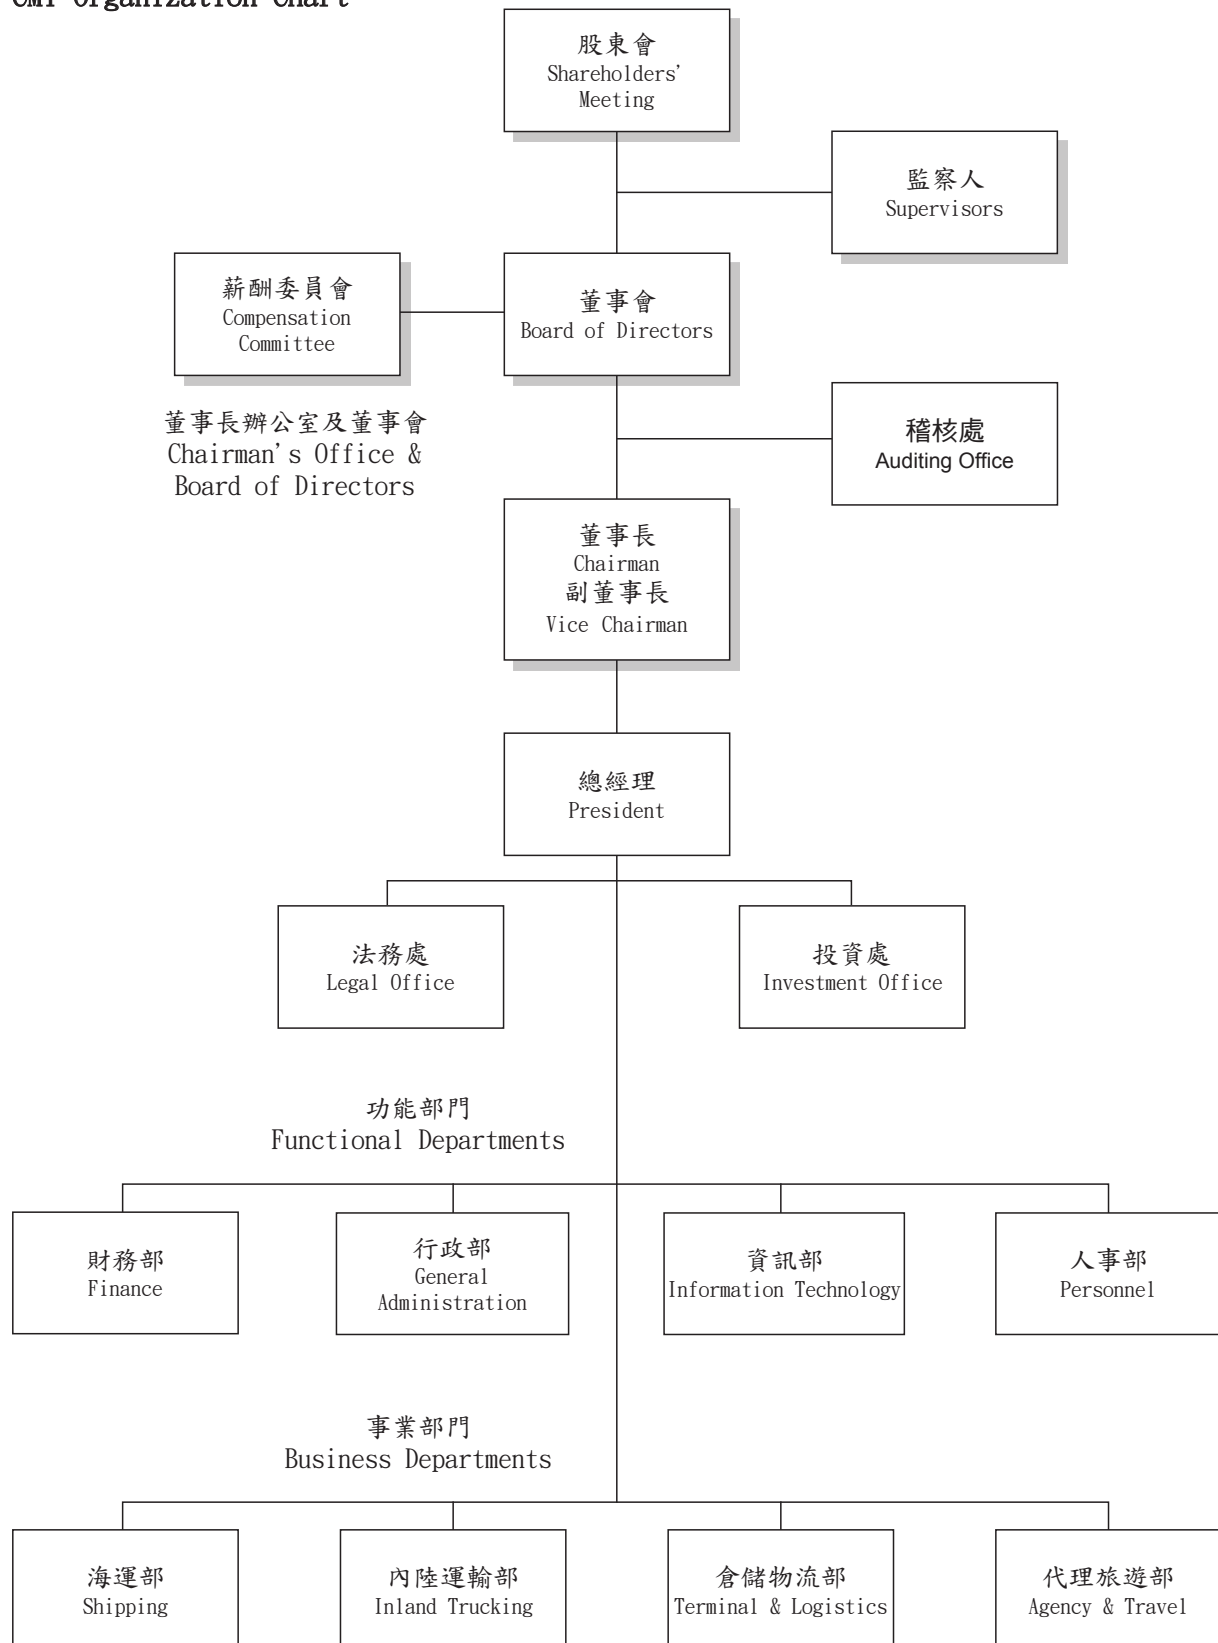 CMT Organization Chart
股東會
Shareholders'
Meeting
監察人
Supervisors
薪酬委員會
Compensation
Committee
董事會
Board of Directors
董事長辦公室及董事會
Chairman's Office &
Board of Directors
稽核處
Auditing Office
董事長
Chairman
副董事長
Vice Chairman
總經理
President
法務處
Legal Office
投資處
Investment Office
功能部門
Functional Departments
財務部
Finance
行政部
General
Administration
資訊部
Information Technology
人事部
Personnel
事業部門
Business Departments
海運部
Shipping
內陸運輸部
Inland Trucking
倉儲物流部
Terminal & Logistics
代理旅遊部
Agency & Travel